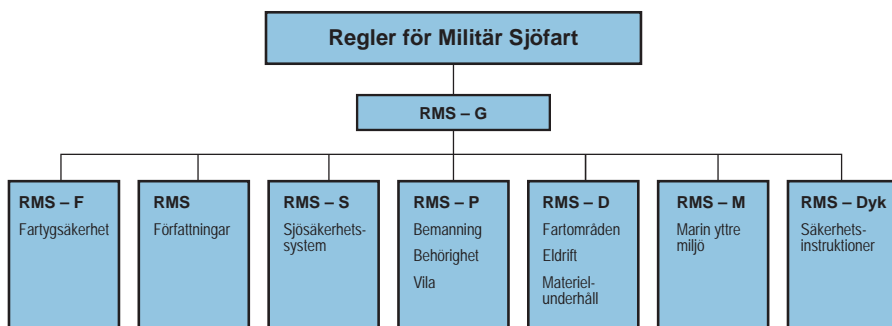 Regler för Militär Sjöfart
RMS – G
RMS – F
Fartygsäkerhet
RMS
Författningar
RMS – S
Sjösäkerhets-
system
RMS – P
Bemanning
Behörighet
Vila
RMS – D
Fartområden
Eldrift
Materiel-
underhåll
RMS – M
Marin yttre
miljö
RMS – Dyk
Säkerhets-
instruktioner